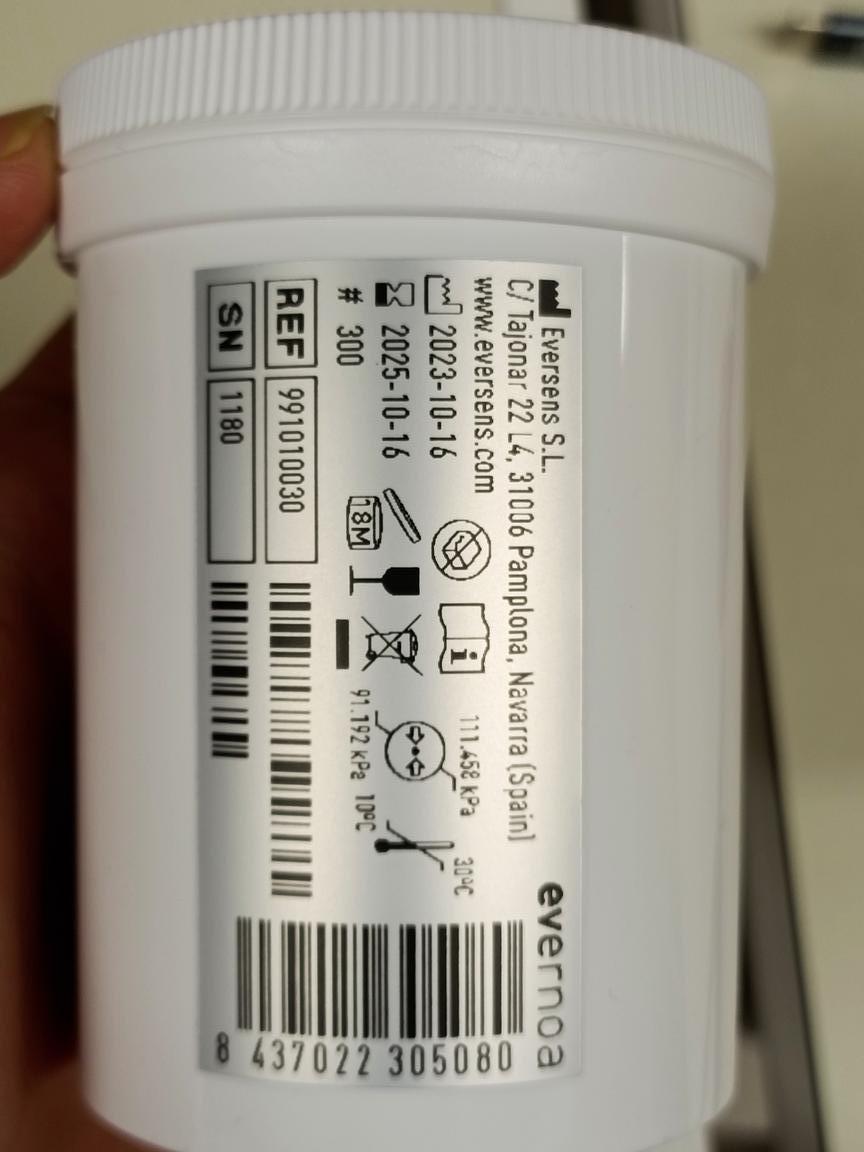 Eversens S.L.
C/ Tajonar 22 L4, 31006 Pamplona, Navarra (Spain)
www.eversens.com
2023-10-16
2025-10-16
# 300
18M
i
111.458 kPa
91.192 kPa
30ºC
10ºC
REF 991010030
SN 1180
evernoa
8 437022 305080